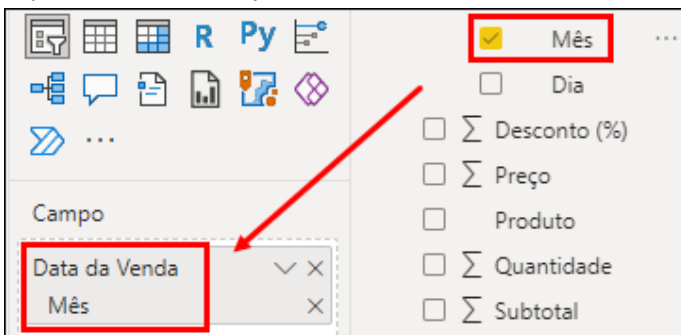 R Py
Campo
Data da Venda
Mês
Mês
Dia
Desconto (%)
Preço
Produto
Quantidade
Subtotal